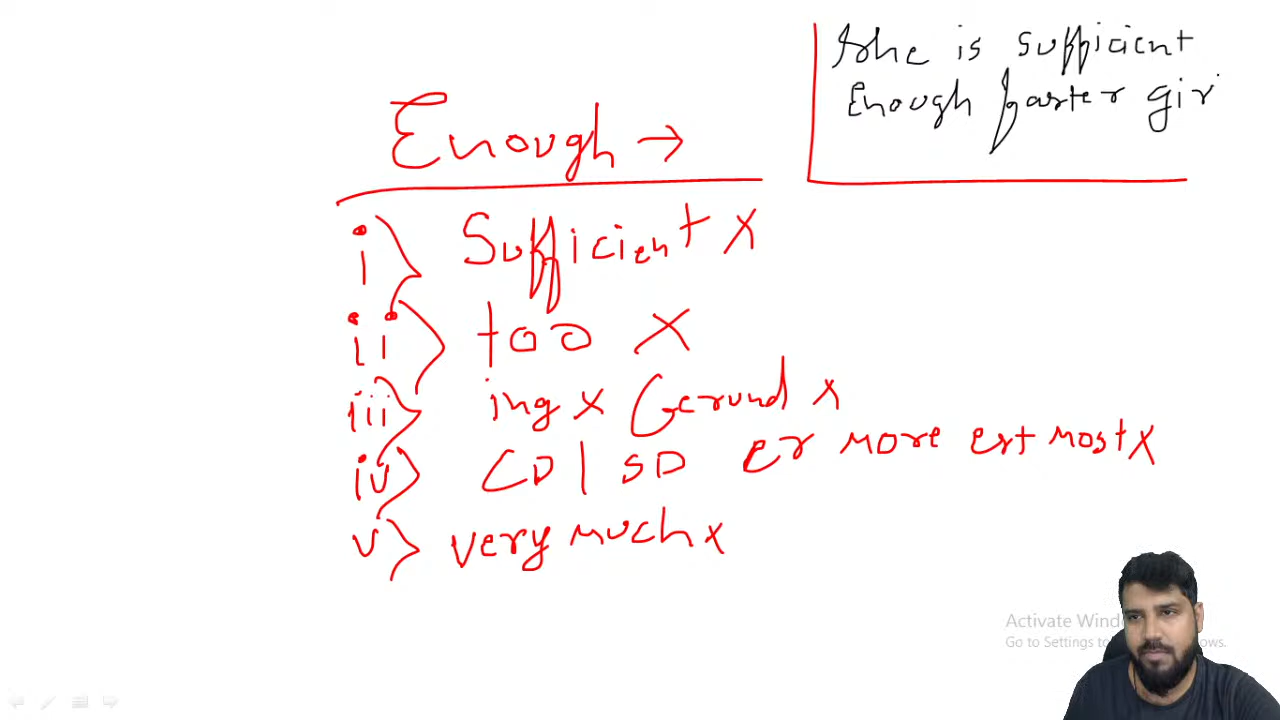 She is sufficient
Enough faster girl
Enough →
i} Sufficient X
ii} too X
iii} ing X Gerund X
iv} CD | SD er more est most X
v} very much X
Activate Wind
Go to Settings to ows.